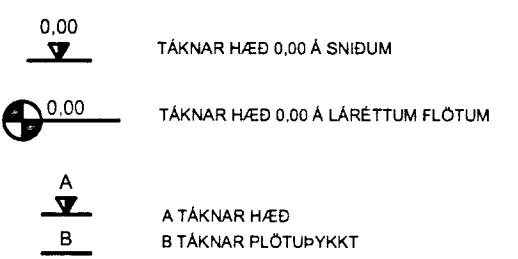 0,00
TÁKNAR HÆÐ 0,00 Á SNIÐUM
0,00
TÁKNAR HÆÐ 0,00 Á LÁRÉTTUM FLÖTUM
A
A TÁKNAR HÆÐ
B
B TÁKNAR PLÖTUÞYKKT